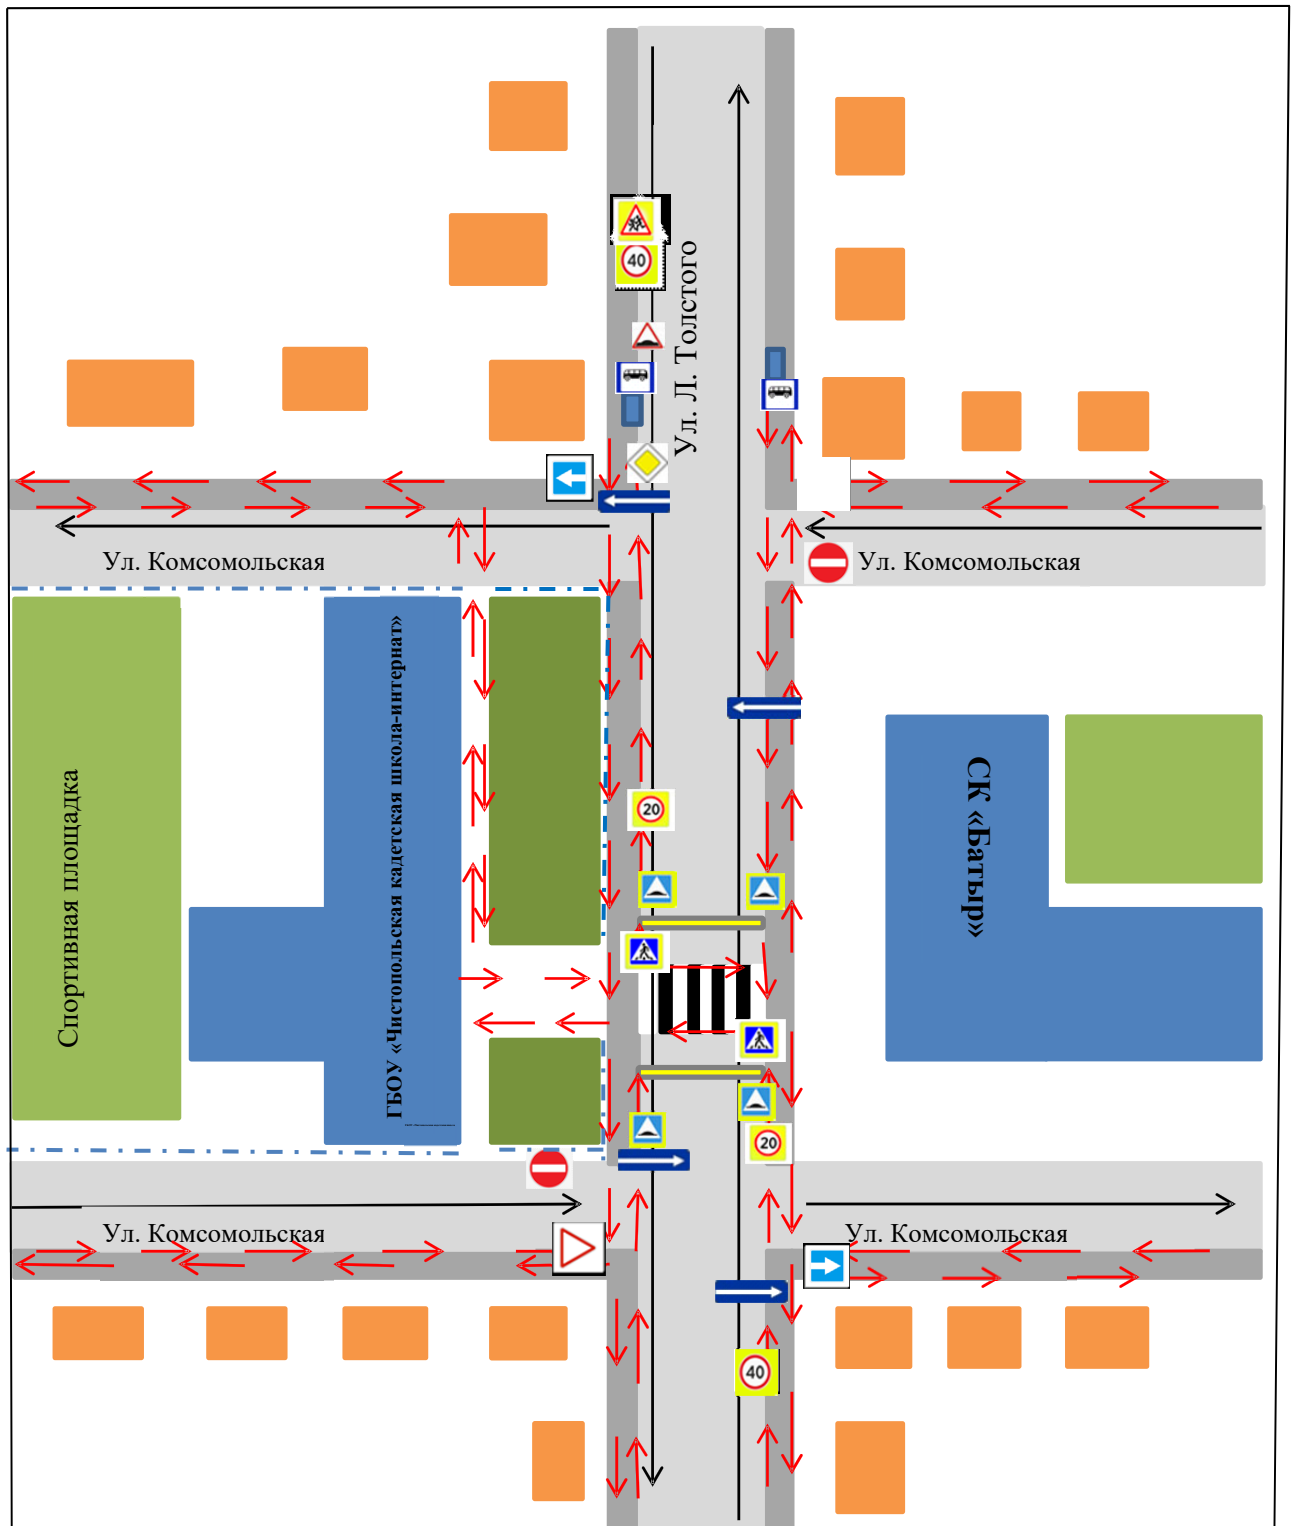 40
Ул. Л. Толстого
Ул. Комсомольская
Ул. Комсомольская
ГБОУ «Чистопольская кадетская школа-интернат»
Спортивная площадка
СК «Батыр»
20
20
Ул. Комсомольская
Ул. Комсомольская
40